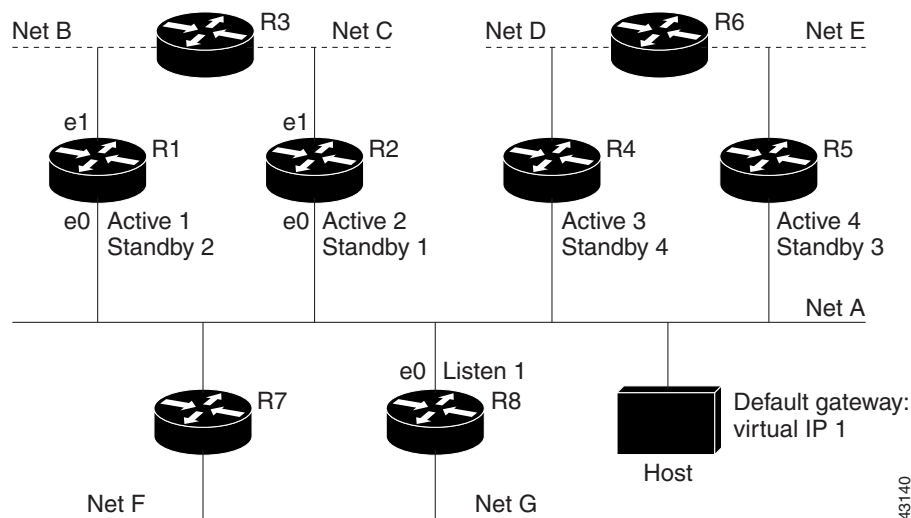 Net B
R3
Net C
Net D
R6
Net E
e1
R1
e1
R2
R4
R5
e0
Active 1
Standby 2
e0
Active 2
Standby 1
Active 3
Standby 4
Active 4
Standby 3
Net A
R7
e0
Listen 1
R8
Default gateway:
virtual IP 1
Host
Net F
Net G
43140